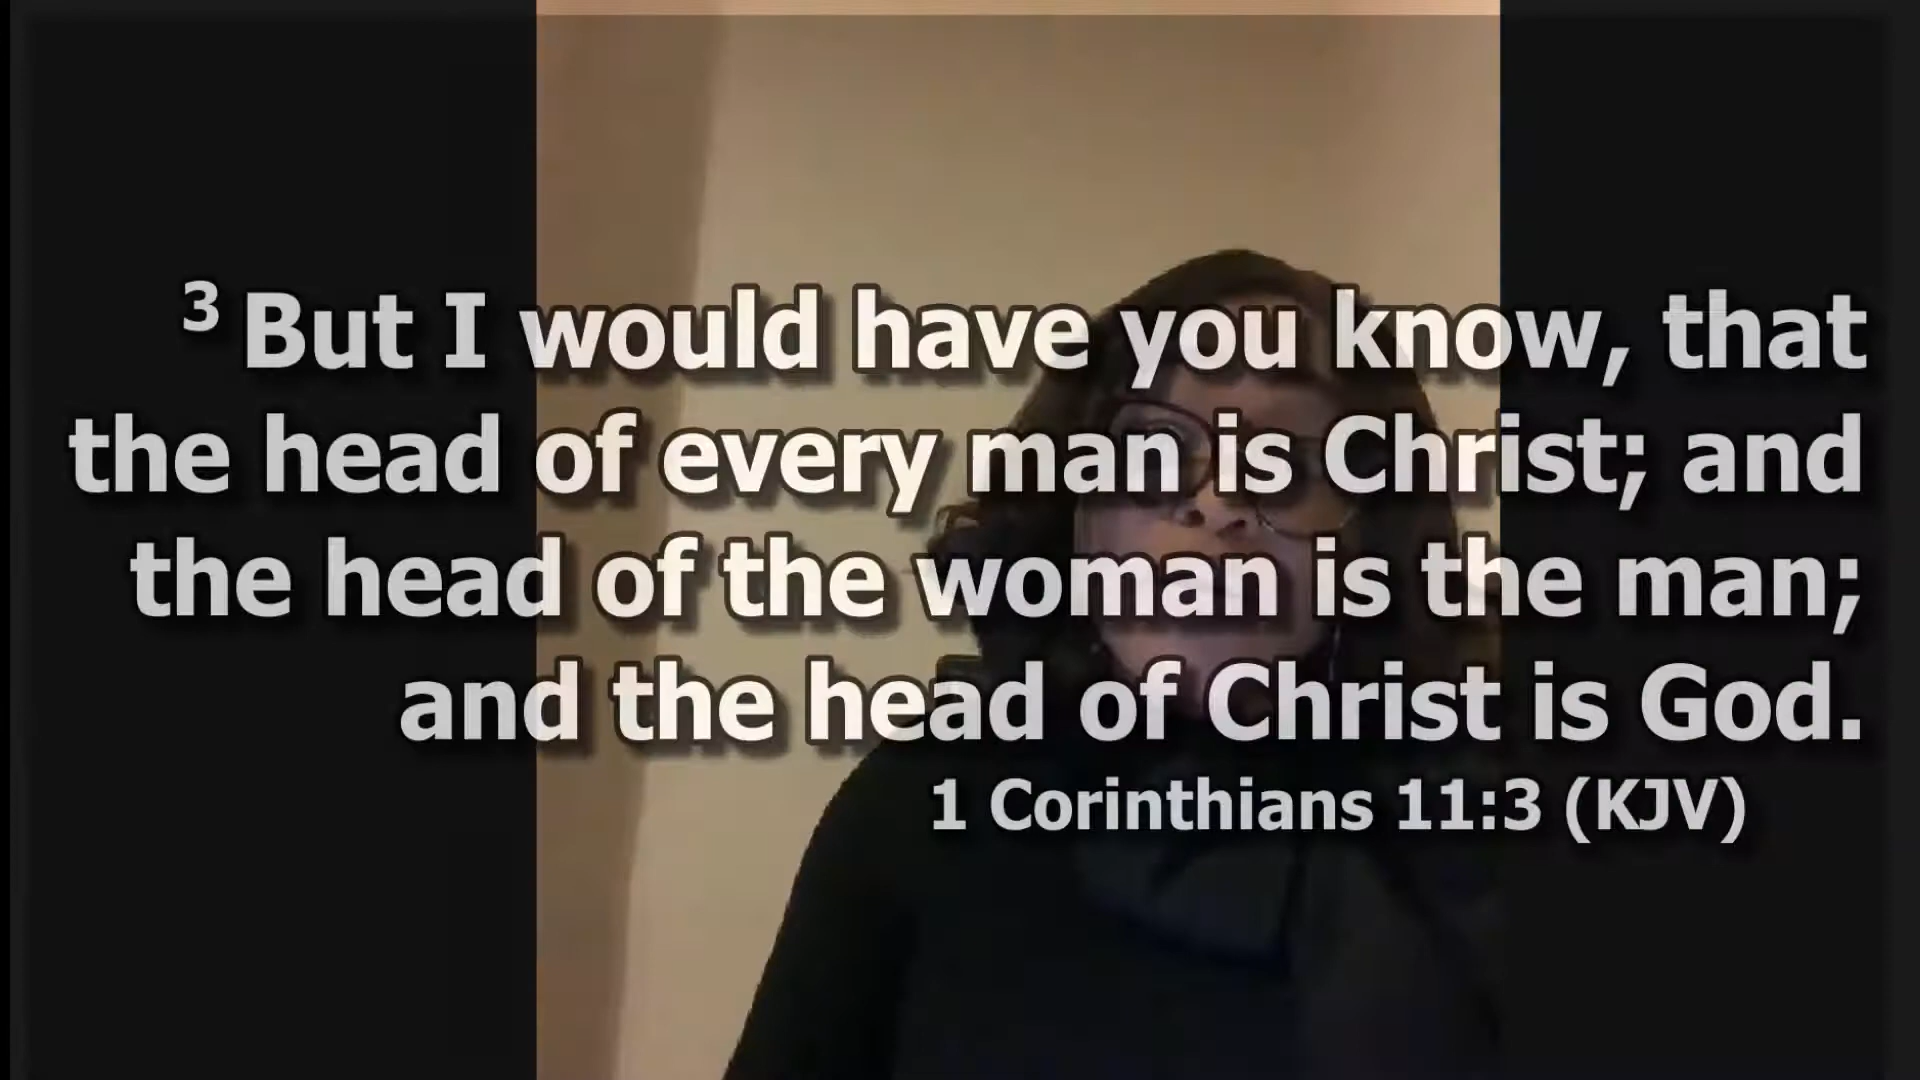 3 But I would have you know, that
the head of every man is Christ; and
the head of the woman is the man;
and the head of Christ is God.
1 Corinthians 11:3 (KJV)